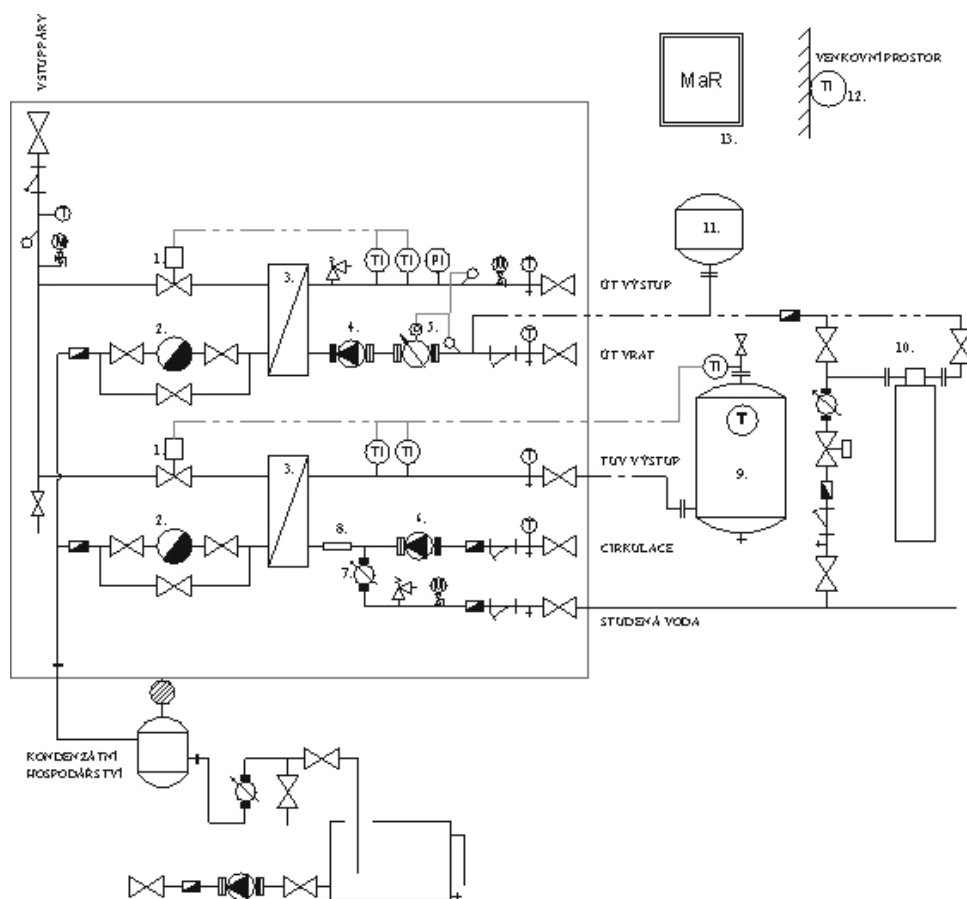 VSTUP PÁRY
MaR
13.
VENKOVNÍ PROSTOR
TI
12.
11.
T
1.
3.
TI
TI
PI
T
ÚT VÝSTUP
2.
4.
5.
T
ÚT VRAT
10.
TI
T
9.
1.
3.
TI
TI
T
TUV VÝSTUP
2.
8.
6.
T
CIRKULACE
7.
STUDENÁ VODA
KONDENZÁTNÍ
HOSPODÁŘSTVÍ